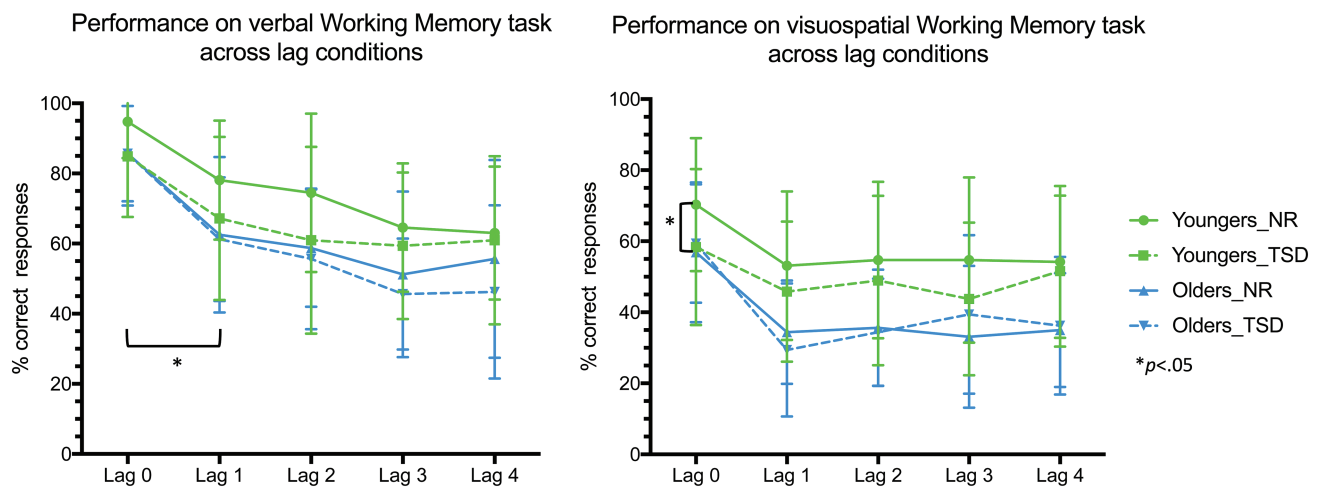 Performance on verbal Working Memory task
across lag conditions
% correct responses
100
80
60
40
20
0
*
Lag 0 Lag 1 Lag 2 Lag 3 Lag 4
Performance on visuospatial Working Memory task
across lag conditions
% correct responses
100
80
60
40
20
0
*
Lag 0 Lag 1 Lag 2 Lag 3 Lag 4
Youngers_NR
Youngers_TSD
Olders_NR
Olders_TSD
*p<.05